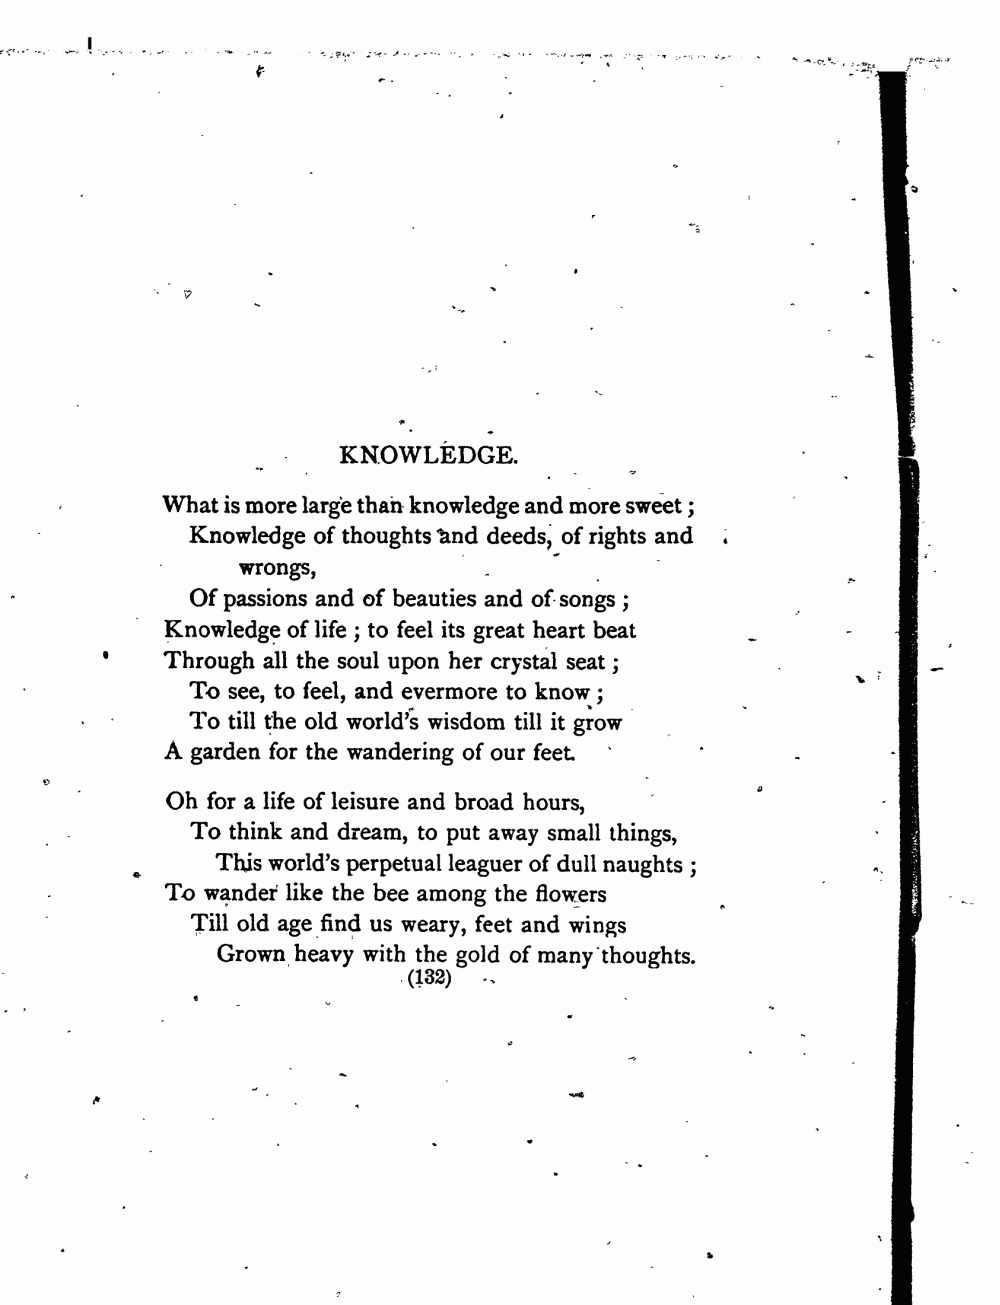 KNOWLEDGE.
What is more large than knowledge and more sweet ;
Knowledge of thoughts and deeds, of rights and
wrongs,
Of passions and of beauties and of songs ;
Knowledge of life ; to feel its great heart beat
Through all the soul upon her crystal seat ;
To see, to feel, and evermore to know ;
To till the old world's wisdom till it grow
A garden for the wandering of our feet.
Oh for a life of leisure and broad hours,
To think and dream, to put away small things,
This world's perpetual leaguer of dull naughts ;
To wander like the bee among the flowers
Till old age find us weary, feet and wings
Grown heavy with the gold of many thoughts.
(132)